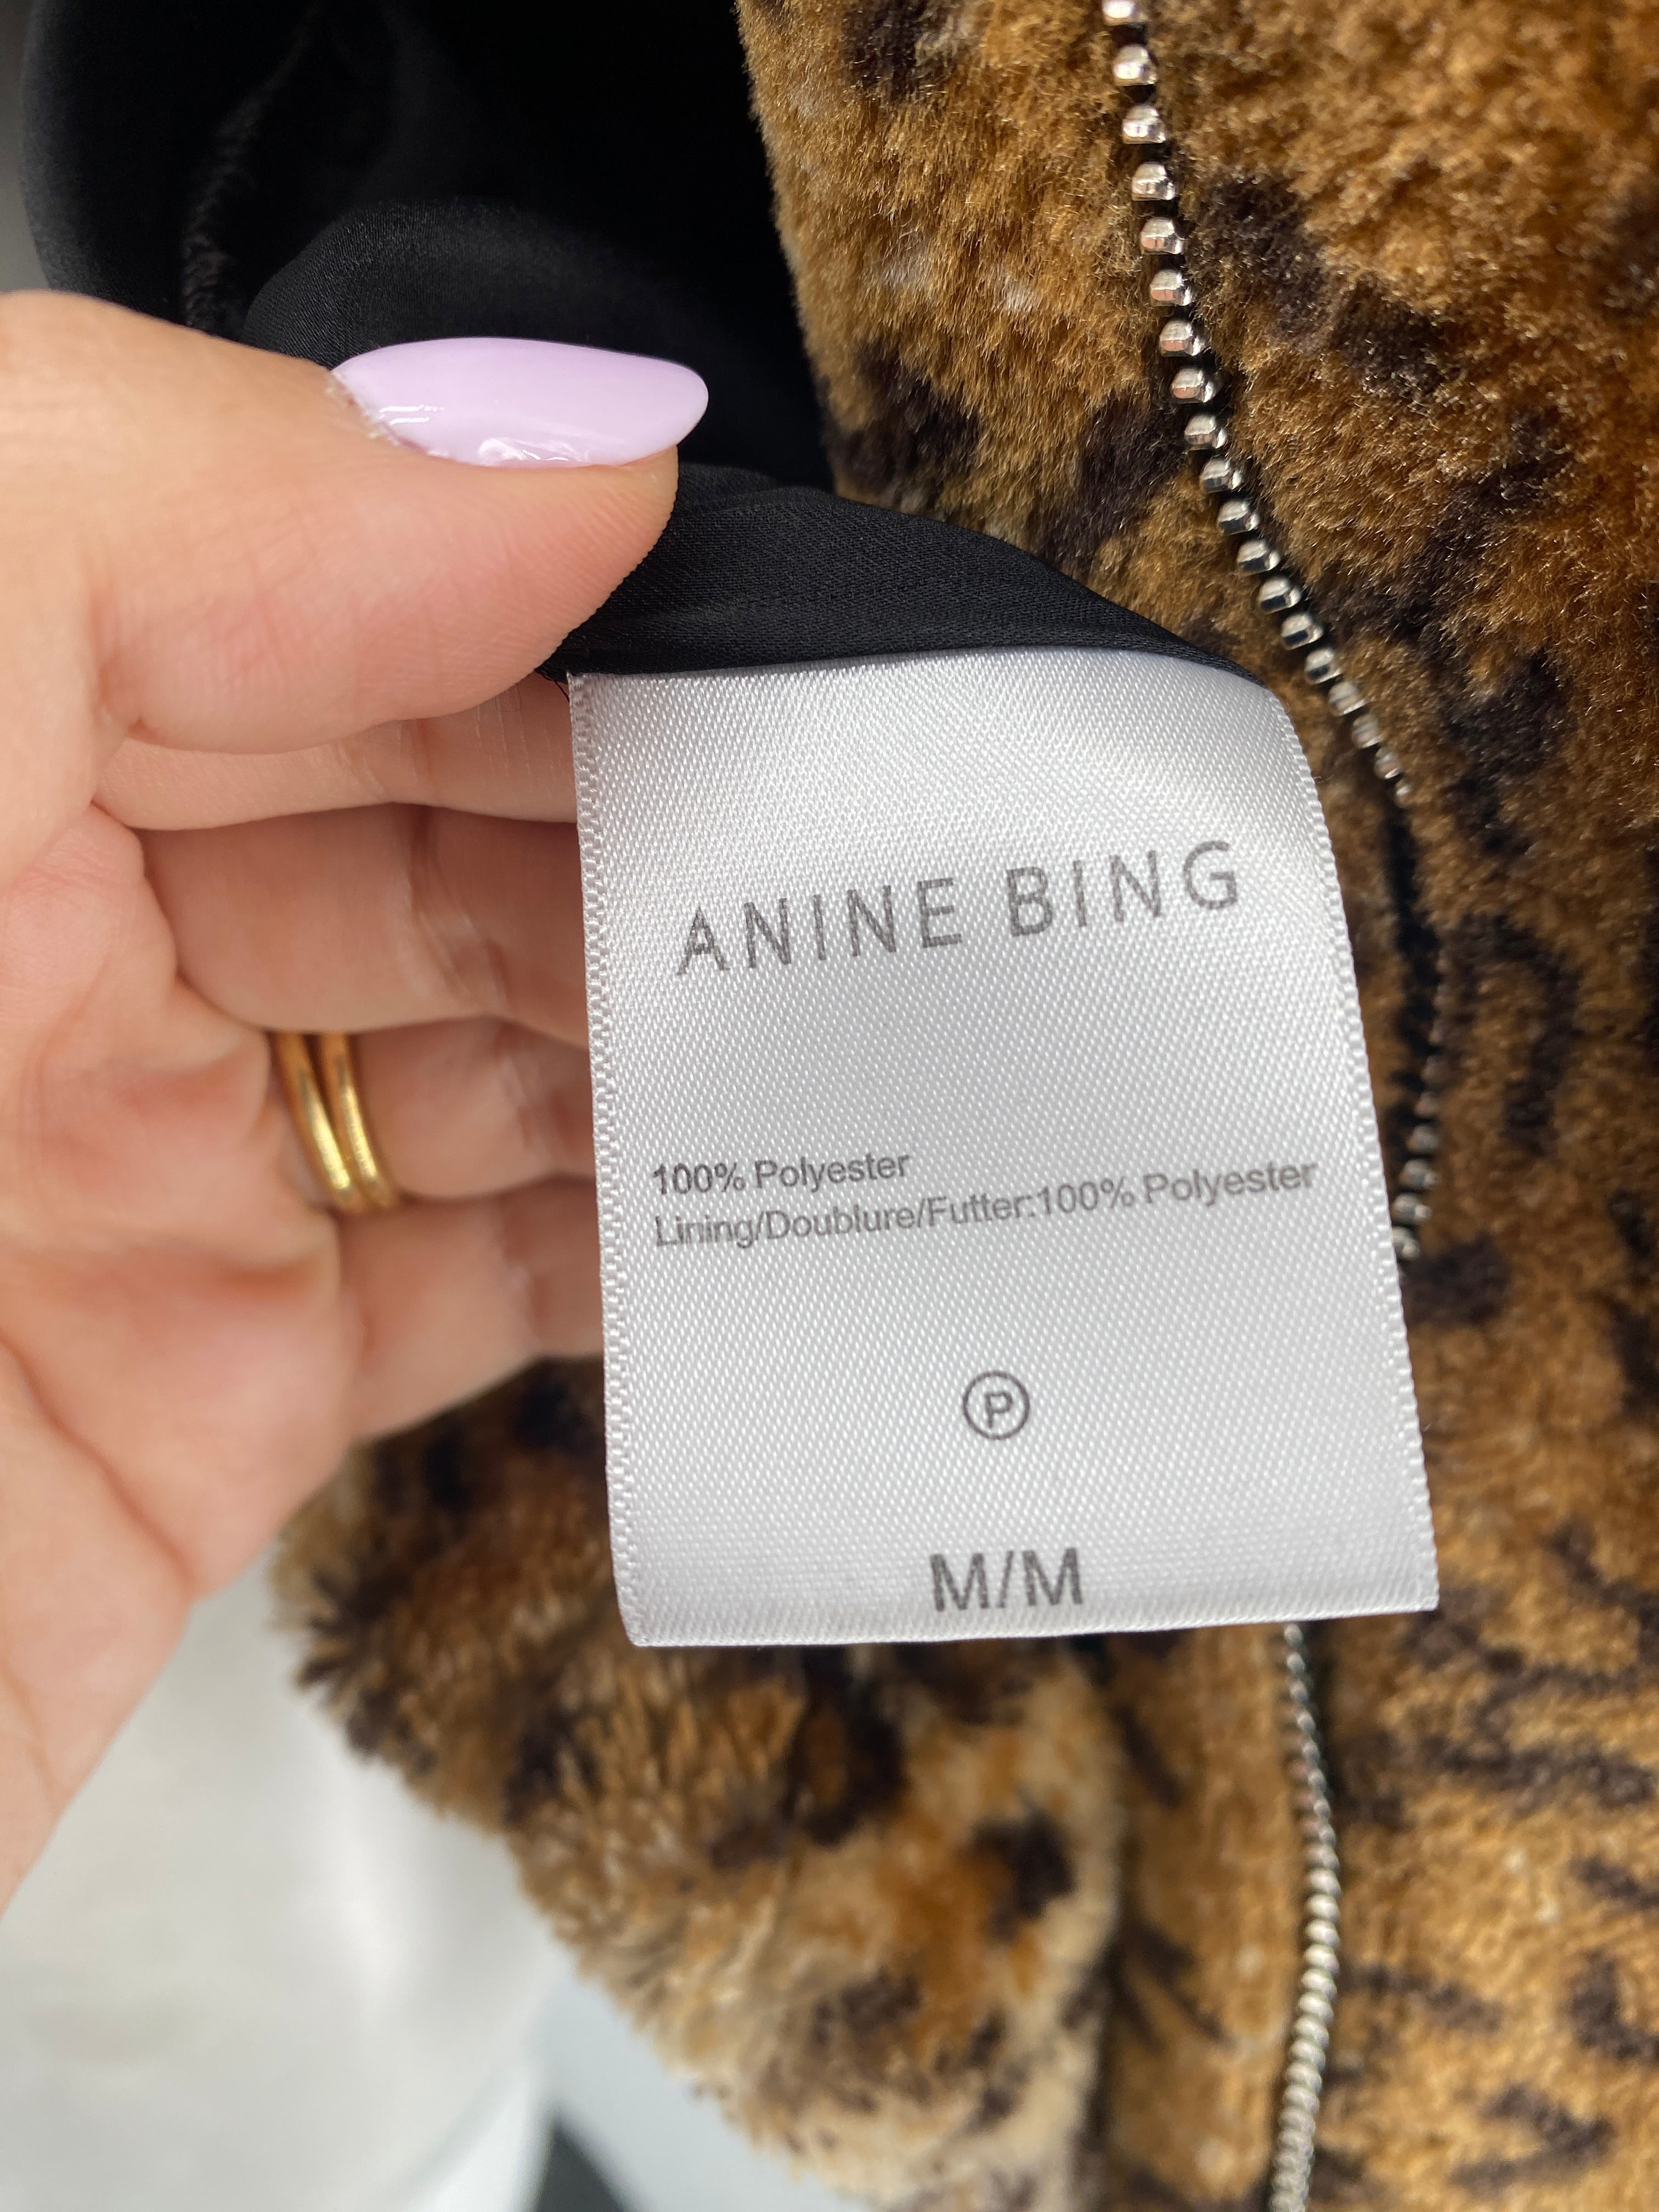 ANINE BING
100% Polyester
Lining/Doublure/Futter:100% Polyester
P
M/M